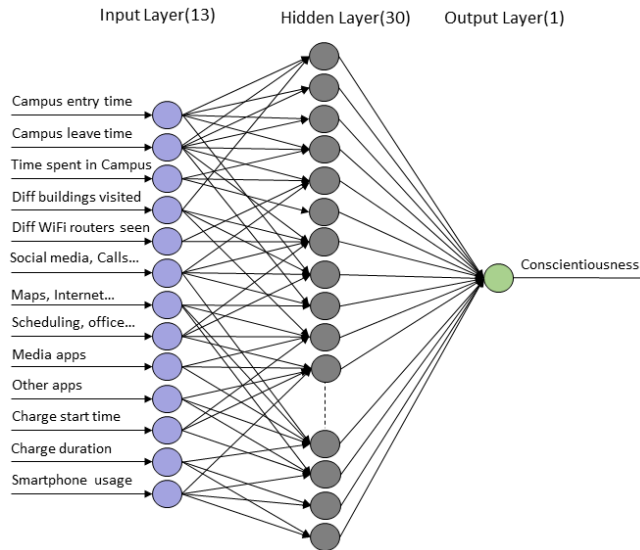 Input Layer(13)
Hidden Layer(30)
Output Layer(1)
Campus entry time
Campus leave time
Time spent in Campus
Diff buildings visited
Diff WiFi routers seen
Social media, Calls...
Maps, Internet...
Scheduling, office...
Media apps
Other apps
Charge start time
Charge duration
Smartphone usage
Conscientiousness